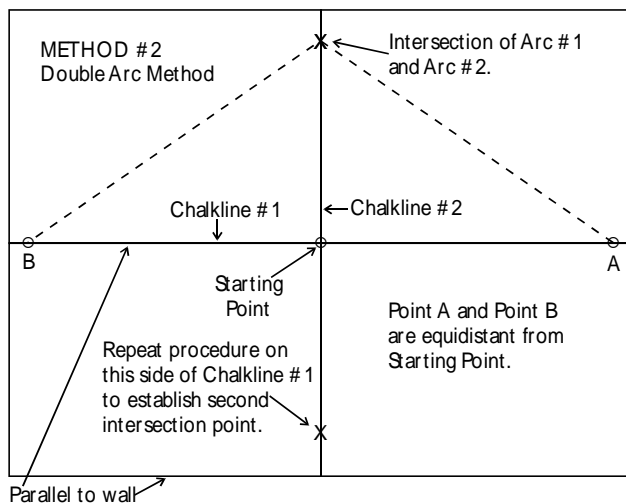 METHOD #2
Double Arc Method
X
Intersection of Arc #1
and Arc #2.
Chalkline #1
Chalkline #2
B
A
Starting
Point
Point A and Point B
are equidistant from
Starting Point.
Repeat procedure on
this side of Chalkline #1
to establish second
intersection point.
X
Parallel to wall